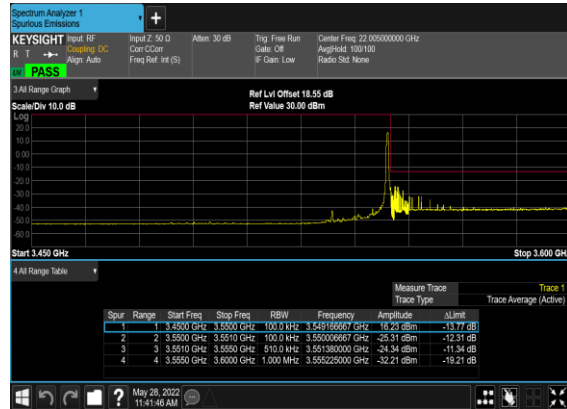 Spectrum Analyzer 1
Spurious Emissions
KEYSIGHT Input: RF Input Z: 50 Ω Atten: 30 dB Trig: Free Run Center Freq: 22.005000000 GHz
R T Coupling: DC Corr CCorr Gate: Off Avg|Hold: 100/100
Align: Auto Freq Ref: Int (S) IF Gain: Low Radio Std: None
PASS
3 All Range Graph
Ref Lvl Offset 18.55 dB
Scale/Div 10.0 dB Ref Value 30.00 dBm
Log
20.0
10.0
0.00
-10.0
-20.0
-30.0
-40.0
-50.0
-60.0
Start 3.450 GHz Stop 3.600 GHz
4 All Range Table
Measure Trace Trace 1
Trace Type Trace Average (Active)
Spur Range Start Freq Stop Freq RBW Frequency Amplitude ΔLimit
1 1 3.4500 GHz 3.5500 GHz 100.0 kHz 3.549166667 GHz 16.23 dBm -13.77 dB
2 2 3.5500 GHz 3.5510 GHz 100.0 kHz 3.550006667 GHz -25.31 dBm -12.31 dB
3 3 3.5510 GHz 3.5550 GHz 510.0 kHz 3.551380000 GHz -24.34 dBm -11.34 dB
4 4 3.5550 GHz 3.6000 GHz 1.000 MHz 3.555225000 GHz -32.21 dBm -19.21 dB
May 28, 2022
11:41:46 AM